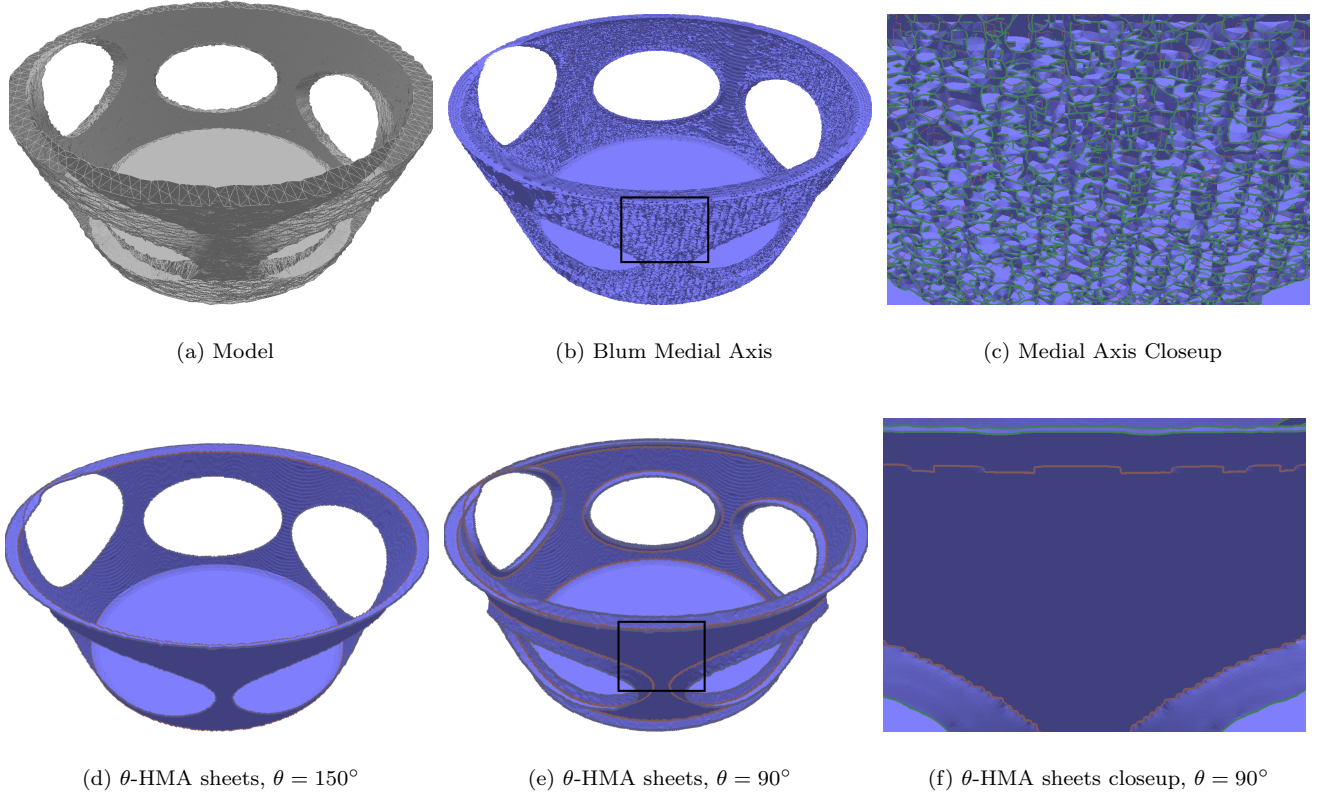 (a) Model
(b) Blum Medial Axis
(c) Medial Axis Closeup
(d) θ-HMA sheets, θ = 150°
(e) θ-HMA sheets, θ = 90°
(f) θ-HMA sheets closeup, θ = 90°